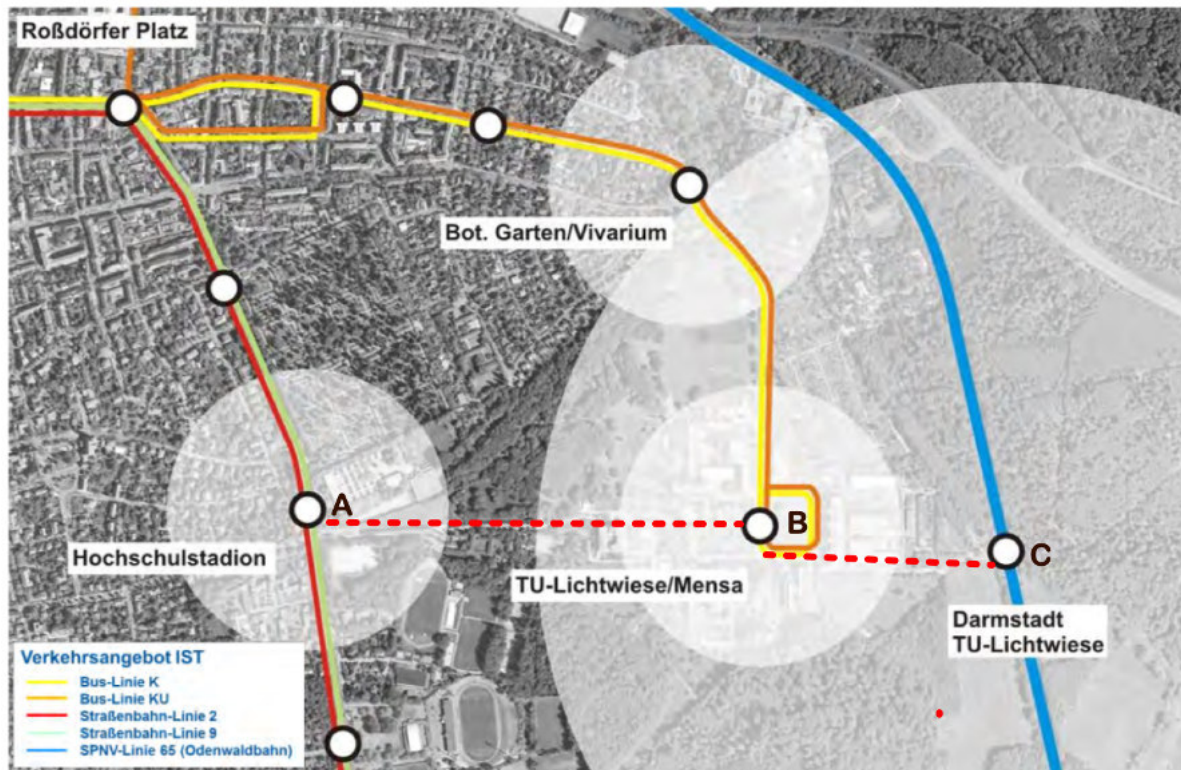 Roßdörfer Platz
Bot. Garten/Vivarium
A
B
Hochschulstadion
C
TU-Lichtwiese/Mensa
Darmstadt
TU-Lichtwiese
Verkehrsangebot IST
Bus-Linie K
Bus-Linie KU
Straßenbahn-Linie 2
Straßenbahn-Linie 9
SPNV-Linie 65 (Odenwaldbahn)